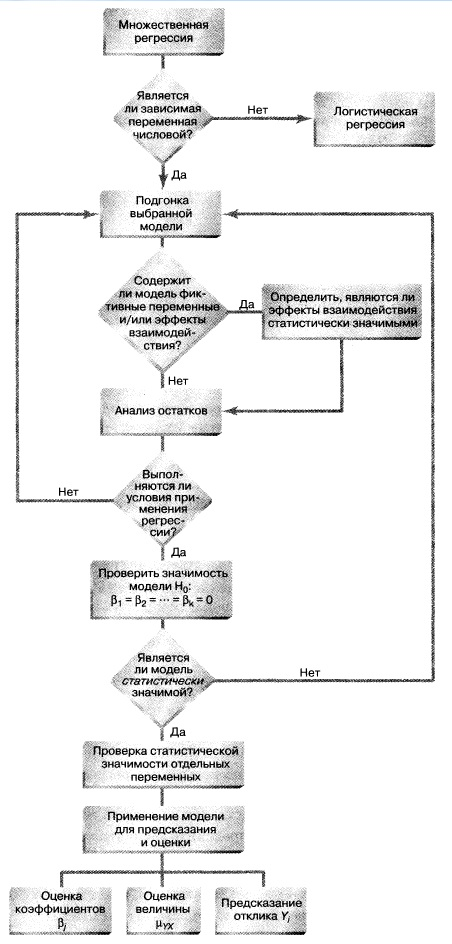 Множественная
регрессия
Является
ли зависимая
переменная
числовой?
Нет
Логистическая
регрессия
Да
Подгонка
выбранной
модели
Содержит
ли модель фик-
тивные переменные
и/или эффекты
взаимодей-
ствия?
Да
Определить, являются ли
эффекты взаимодействия
статистически значимыми
Нет
Анализ остатков
Выпол-
няются ли
условия при-
менения
регрес-
сии?
Нет
Да
Проверить значимость
модели H₀:
β₁ = β₂ = ··· = βₖ = 0
Является
ли модель
статистически
значимой?
Нет
Да
Проверка статистической
значимости отдельных
переменных
Применение модели
для предсказания
и оценки
Оценка
коэффициентов
βⱼ
Оценка
величины
μYX
Предсказание
отклика Yᵢ